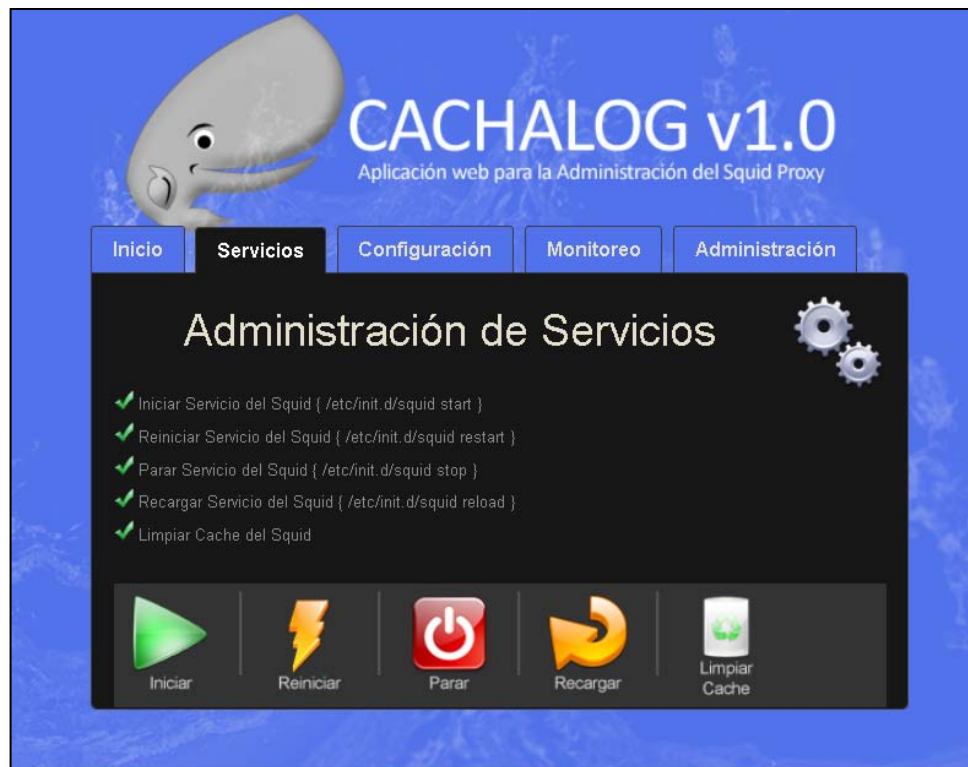 CACHALOG v1.0
Aplicación web para la Administración del Squid Proxy
Inicio
Servicios
Configuración
Monitoreo
Administración
Administración de Servicios
Iniciar Servicio del Squid { /etc/init.d/squid start }
Reiniciar Servicio del Squid { /etc/init.d/squid restart }
Parar Servicio del Squid { /etc/init.d/squid stop }
Recargar Servicio del Squid { /etc/init.d/squid reload }
Limpiar Cache del Squid
Iniciar
Reiniciar
Parar
Recargar
Limpiar
Cache